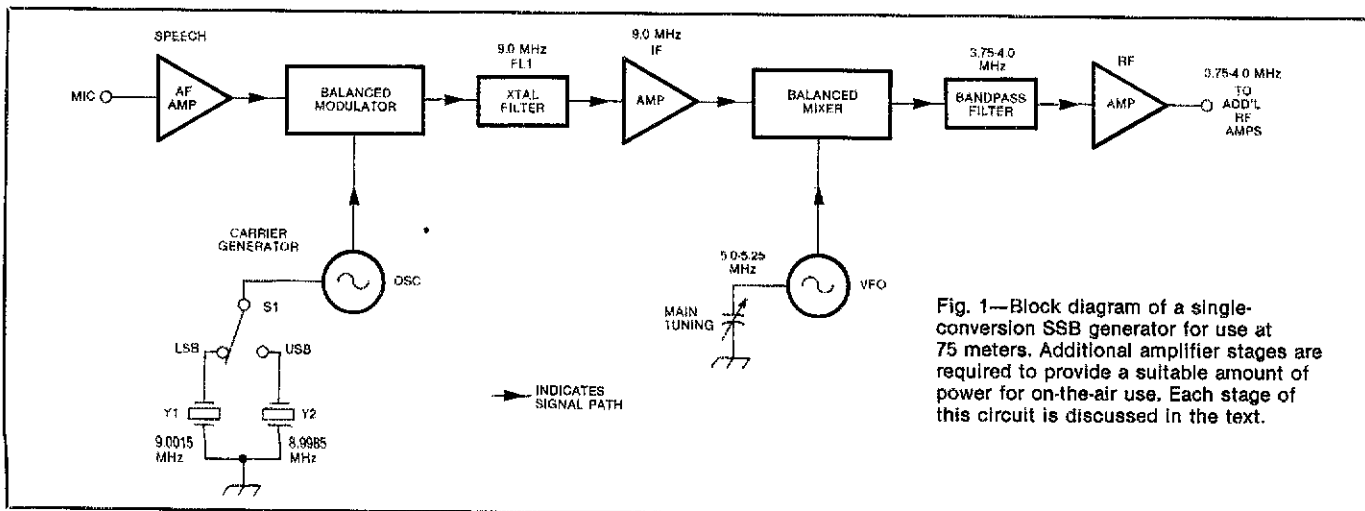 SPEECH
MIC
AF
AMP
BALANCED
MODULATOR
9.0 MHz
FL1
XTAL
FILTER
9.0 MHz
IF
AMP
BALANCED
MIXER
3.75-4.0
MHz
BANDPASS
FILTER
RF
AMP
3.75-4.0 MHz
TO
ADD'L
RF
AMPS
CARRIER
GENERATOR
OSC
S1
LSB
USB
Y1
Y2
9.0015
MHz
8.9985
MHz
INDICATES
SIGNAL PATH
5.0-5.25
MHz
MAIN
TUNING
VFO
Fig. 1—Block diagram of a single-
conversion SSB generator for use at
75 meters. Additional amplifier stages are
required to provide a suitable amount of
power for on-the-air use. Each stage of
this circuit is discussed in the text.